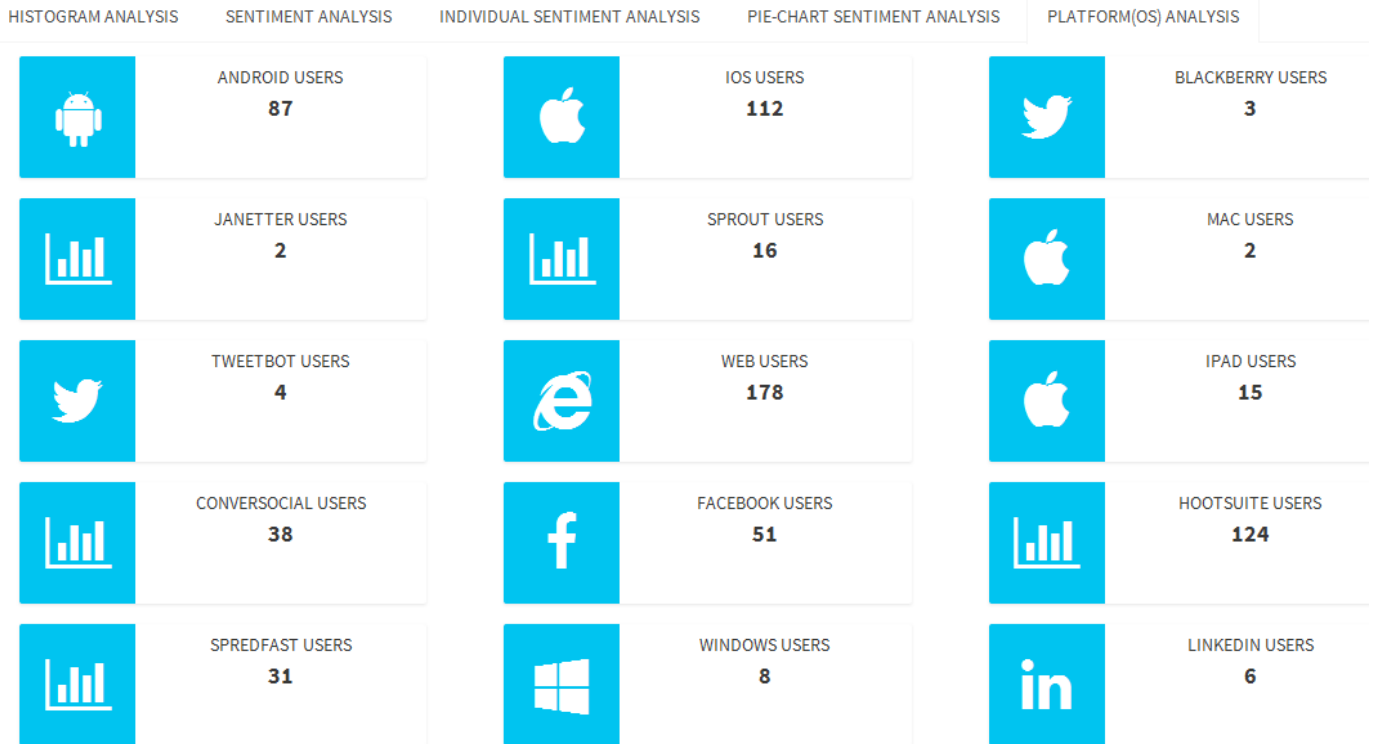 HISTOGRAM ANALYSIS SENTIMENT ANALYSIS INDIVIDUAL SENTIMENT ANALYSIS PIE-CHART SENTIMENT ANALYSIS PLATFORM(OS) ANALYSIS
ANDROID USERS IOS USERS BLACKBERRY USERS
87 112 3
JANETTER USERS SPROUT USERS MAC USERS
2 16 2
TWEETBOT USERS WEB USERS IPAD USERS
4 178 15
CONVERSOCIAL USERS FACEBOOK USERS HOOTSUITE USERS
38 51 124
SPREDFAST USERS WINDOWS USERS LINKEDIN USERS
31 8 6